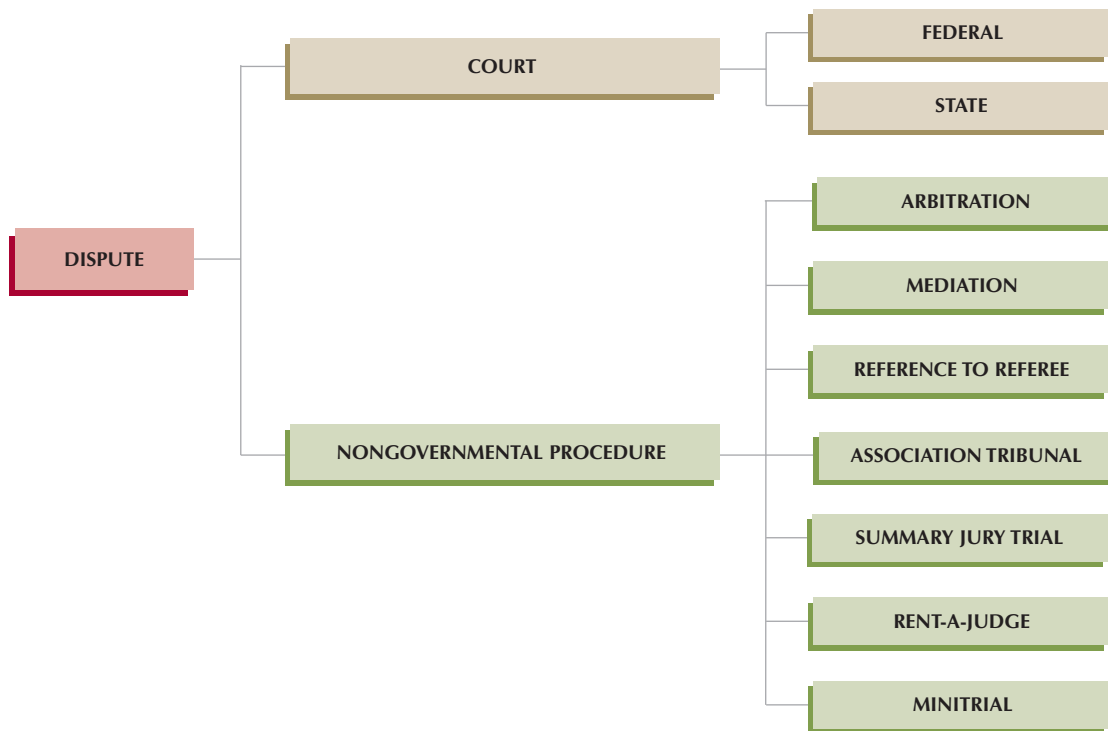 DISPUTE
COURT
FEDERAL
STATE
NONGOVERNMENTAL PROCEDURE
ARBITRATION
MEDIATION
REFERENCE TO REFEREE
ASSOCIATION TRIBUNAL
SUMMARY JURY TRIAL
RENT-A-JUDGE
MINITRIAL